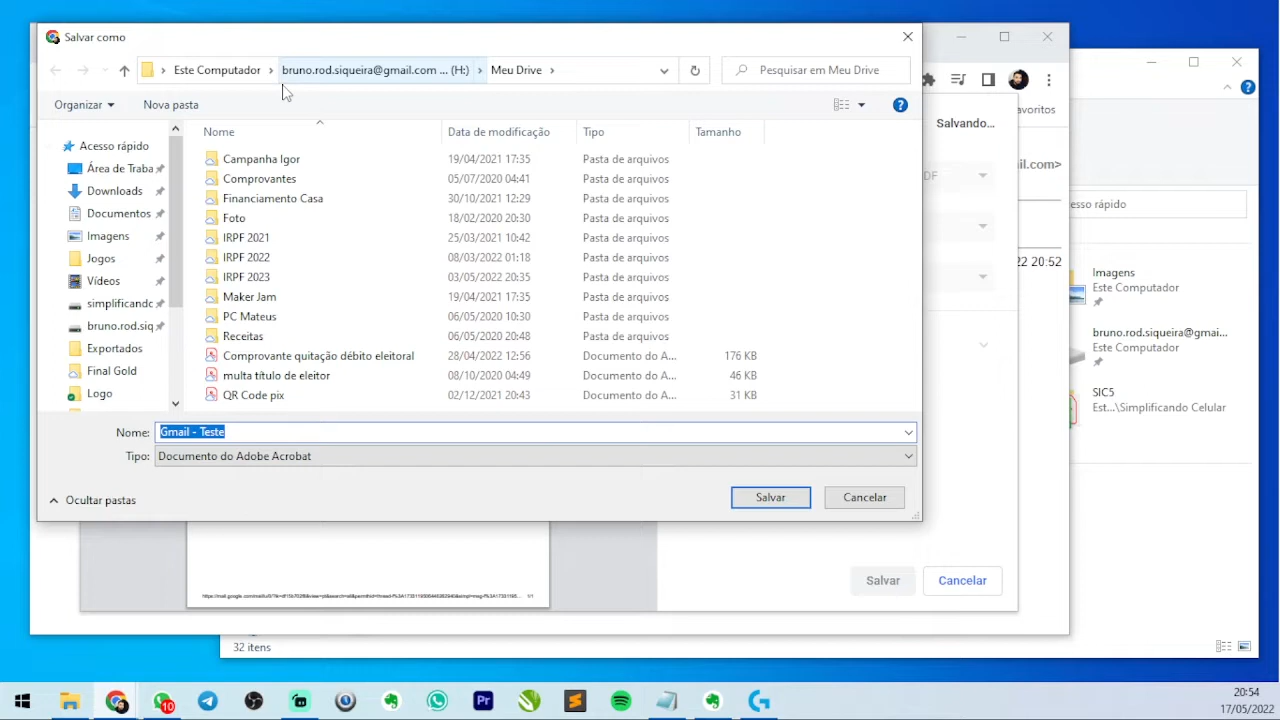 Salvar como
Este Computador
bruno.rod.siqueira@gmail.com ... (H:)
Meu Drive
Pesquisar em Meu Drive
Organizar
Nova pasta
avoritos
Salvando...
Nome
Data de modificação
Tipo
Tamanho
Acesso rápido
Área de Traba
Downloads
Documentos
Imagens
Jogos
Vídeos
simplificando
bruno.rod.siq
Exportados
Final Gold
Logo
Campanha Igor 19/04/2021 17:35 Pasta de arquivos
Comprovantes 05/07/2020 04:41 Pasta de arquivos
Financiamento Casa 30/10/2021 12:29 Pasta de arquivos
Foto 18/02/2020 20:30 Pasta de arquivos
IRPF 2021 25/03/2021 10:42 Pasta de arquivos
IRPF 2022 08/03/2022 01:18 Pasta de arquivos
IRPF 2023 03/05/2022 20:35 Pasta de arquivos
Maker Jam 19/04/2021 17:35 Pasta de arquivos
PC Mateus 06/05/2020 10:30 Pasta de arquivos
Receitas 06/05/2020 20:48 Pasta de arquivos
Comprovante quitação débito eleitoral 28/04/2022 12:56 Documento do A... 176 KB
multa título de eleitor 08/10/2020 04:49 Documento do A... 46 KB
QR Code pix 02/12/2021 20:43 Documento do A... 31 KB
il.com>
DF
22 20:52
esso rápido
Imagens
Este Computador
bruno.rod.siqueira@gmai...
Este Computador
SIC5
Est...\Simplificando Celular
Nome: Gmail - Teste
Tipo: Documento do Adobe Acrobat
Ocultar pastas
Salvar
Cancelar
Salvar
Cancelar
1/1
32 itens
10
Pr
20:54
17/05/2022